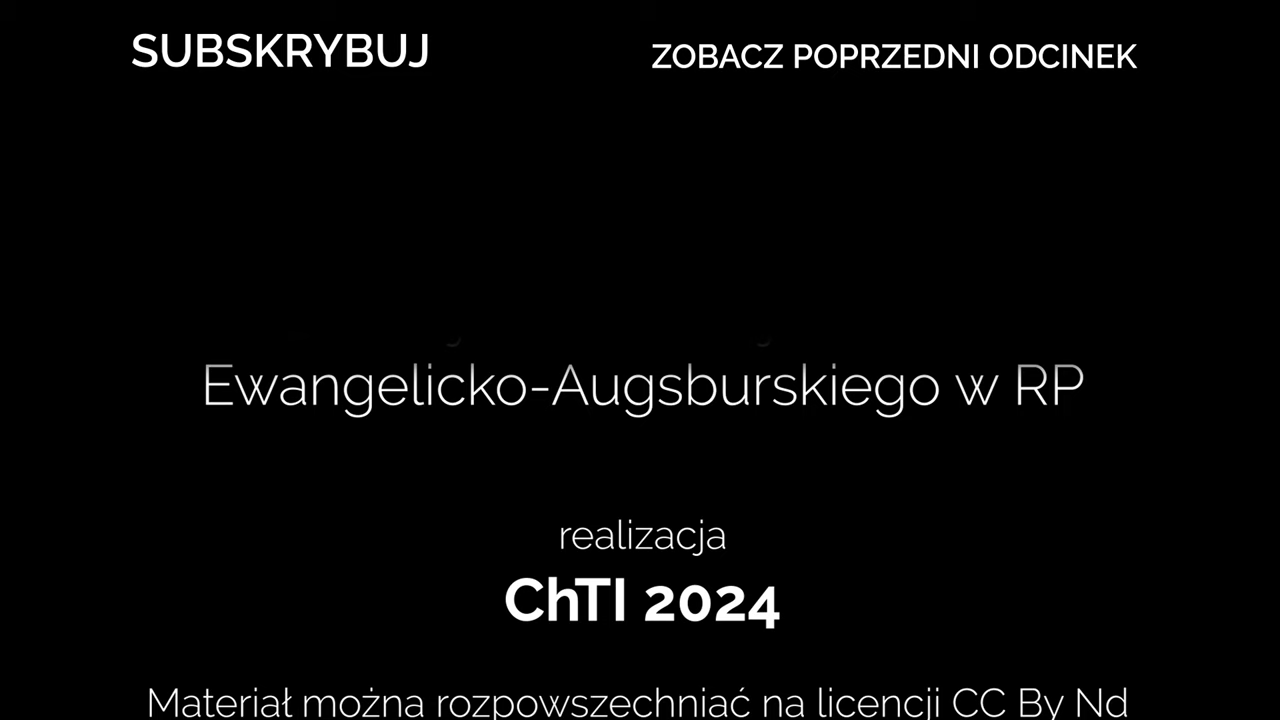 SUBSKRYBUJ
ZOBACZ POPRZEDNI ODCINEK
Ewangelicko-Augsburskiego w RP
realizacja
ChTI 2024
Materiał można rozpowszechniać na licencji CC By Nd